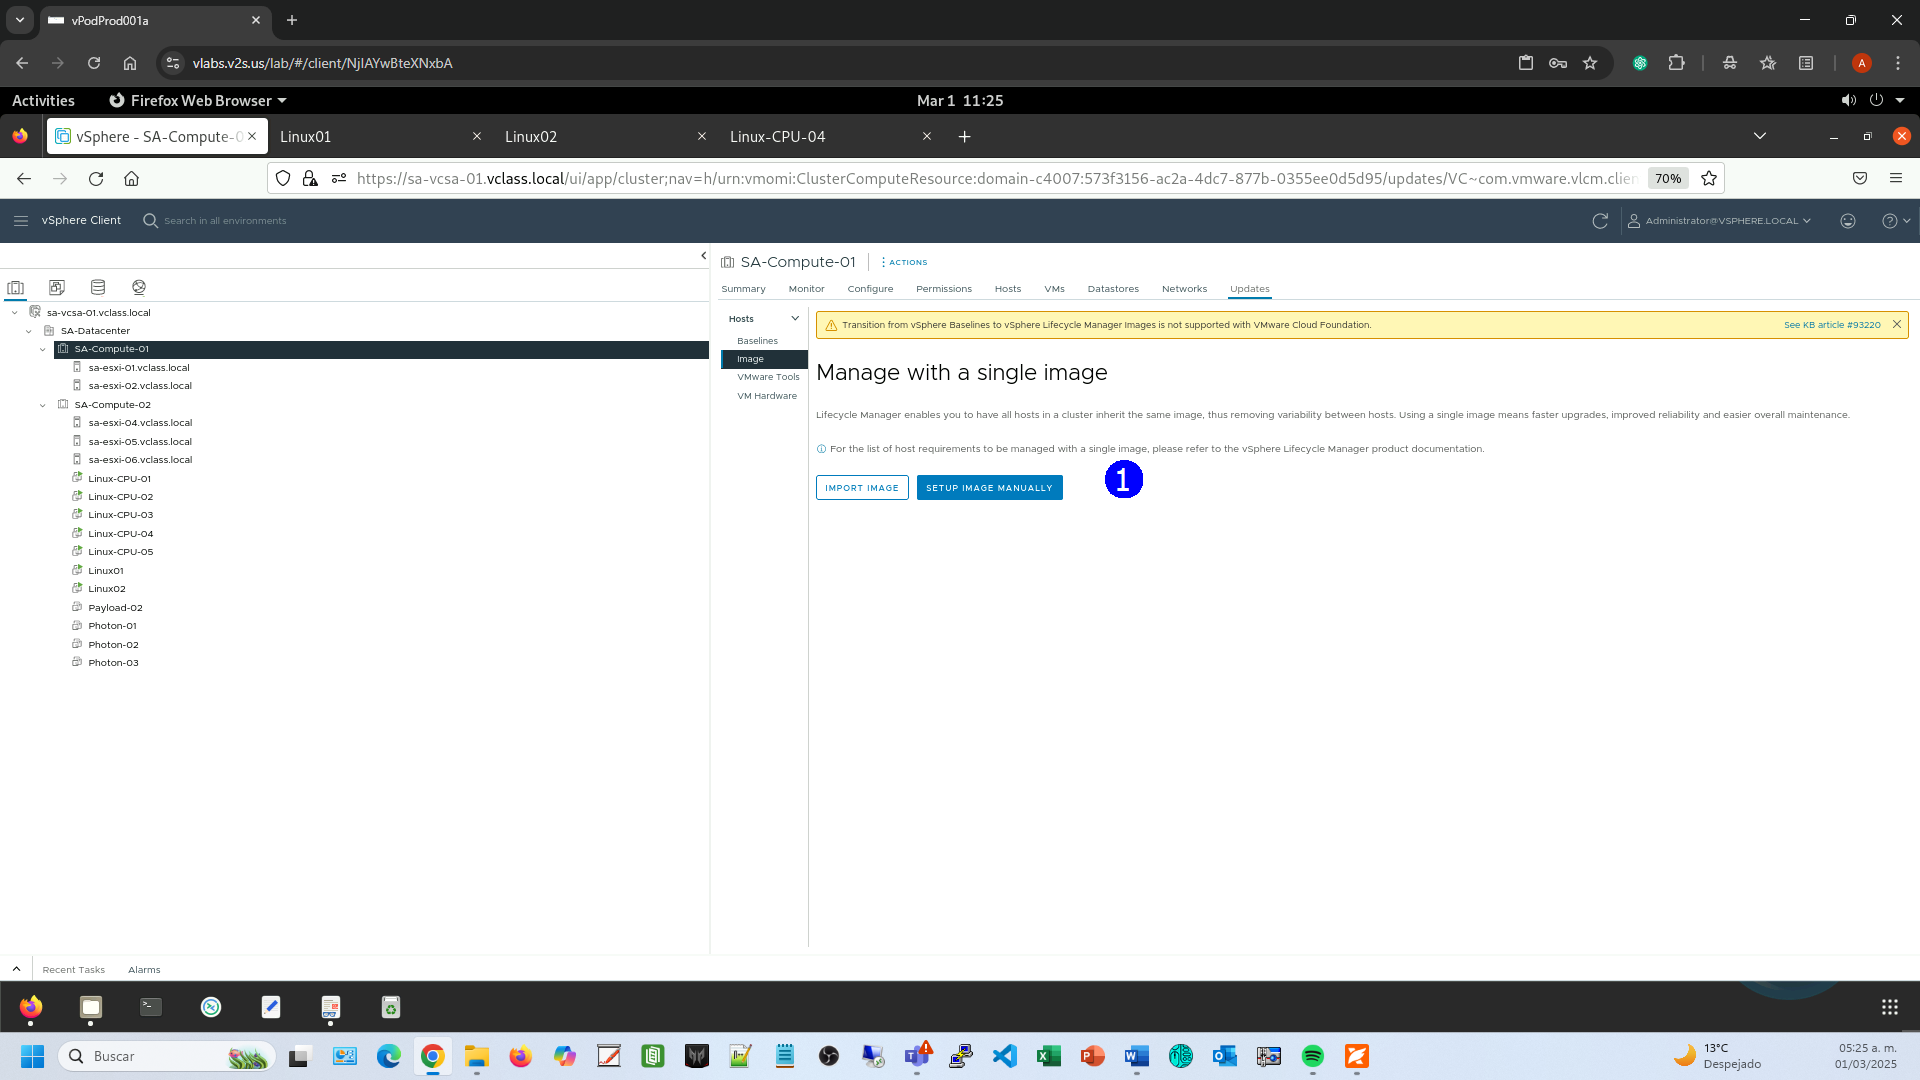 vPodProd001a
vlabs.v2s.us/lab/#/client/NjIAYwBteXNxbA
A
Activities
Firefox Web Browser
Mar 1 11:25
vSphere - SA-Compute-0
Linux01
Linux02
Linux-CPU-04
https://sa-vcsa-01.vclass.local/ui/app/cluster;nav=h/urn:vmomi:ClusterComputeResource:domain-c4007:573f3156-ac2a-4dc7-877b-0355ee0d5d95/updates/VC~com.vmware.vlcm.clien
70%
vSphere Client
Search in all environments
Administrator@VSPHERE.LOCAL
SA-Compute-01
ACTIONS
Summary
Monitor
Configure
Permissions
Hosts
VMs
Datastores
Networks
Updates
sa-vcsa-01.vclass.local
SA-Datacenter
SA-Compute-01
sa-esxi-01.vclass.local
sa-esxi-02.vclass.local
SA-Compute-02
sa-esxi-04.vclass.local
sa-esxi-05.vclass.local
sa-esxi-06.vclass.local
Linux-CPU-01
Linux-CPU-02
Linux-CPU-03
Linux-CPU-04
Linux-CPU-05
Linux01
Linux02
Payload-02
Photon-01
Photon-02
Photon-03
Hosts
Baselines
Image
VMware Tools
VM Hardware
Transition from vSphere Baselines to vSphere Lifecycle Manager Images is not supported with VMware Cloud Foundation.
See KB article #93220
Manage with a single image
Lifecycle Manager enables you to have all hosts in a cluster inherit the same image, thus removing variability between hosts. Using a single image means faster upgrades, improved reliability and easier overall maintenance.
For the list of host requirements to be managed with a single image, please refer to the vSphere Lifecycle Manager product documentation.
IMPORT IMAGE
SETUP IMAGE MANUALLY
1
Recent Tasks
Alarms
Buscar
13°C
Despejado
05:25 a. m.
01/03/2025